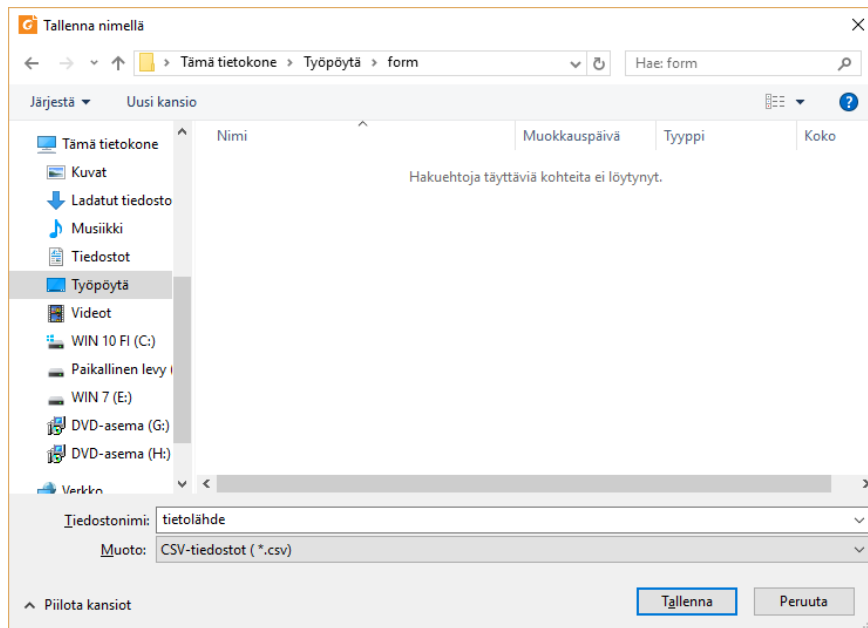 Tallenna nimellä
Tämä tietokone > Työpöytä > form
Hae: form
Järjestä
Uusi kansio
Nimi
Muokkauspäivä
Tyyppi
Koko
Hakuehtoja täyttäviä kohteita ei löytynyt.
Tämä tietokone
Kuvat
Ladatut tiedosto
Musiikki
Tiedostot
Työpöytä
Videot
WIN 10 FI (C:)
Paikallinen levy (
WIN 7 (E:)
DVD-asema (G:)
DVD-asema (H:)
Verkko
Tiedostonimi: tietolähde
Muoto: CSV-tiedostot ( *.csv)
Piilota kansiot
Tallenna
Peruuta